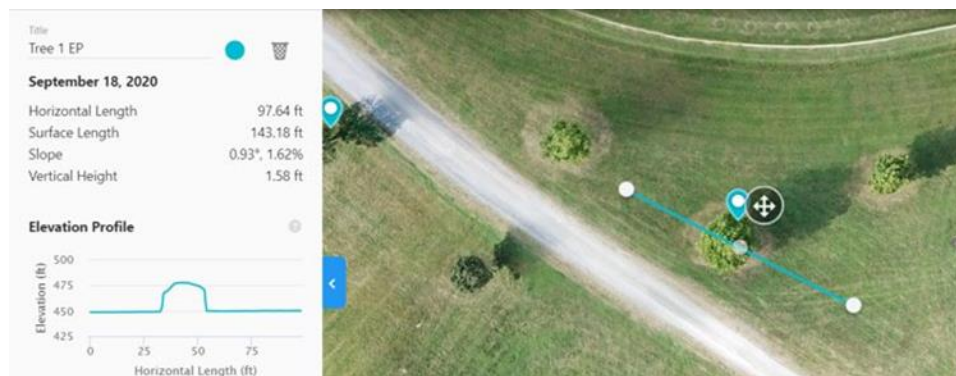 Title
Tree 1 EP
September 18, 2020
Horizontal Length 97.64 ft
Surface Length 143.18 ft
Slope 0.93°, 1.62%
Vertical Height 1.58 ft
Elevation Profile ?
Elevation (ft)
500
475
450
425
0 25 50 75
Horizontal Length (ft)